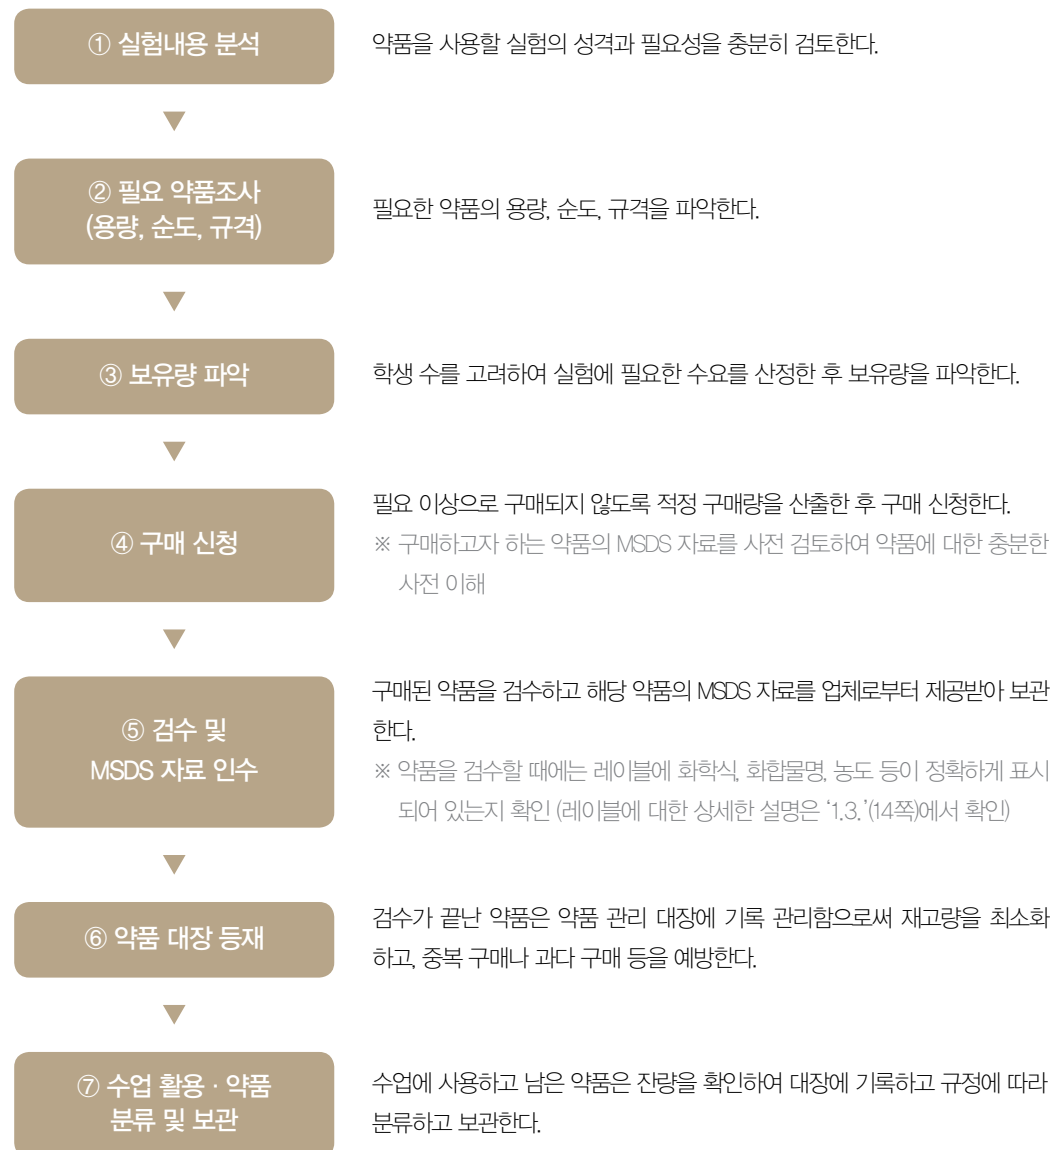 ① 실험내용 분석
약품을 사용할 실험의 성격과 필요성을 충분히 검토한다.
② 필요 약품조사
(용량, 순도, 규격)
필요한 약품의 용량, 순도, 규격을 파악한다.
③ 보유량 파악
학생 수를 고려하여 실험에 필요한 수요를 산정한 후 보유량을 파악한다.
④ 구매 신청
필요 이상으로 구매되지 않도록 적정 구매량을 산출한 후 구매 신청한다.
※ 구매하고자 하는 약품의 MSDS 자료를 사전 검토하여 약품에 대한 충분한
사전 이해
⑤ 검수 및
MSDS 자료 인수
구매된 약품을 검수하고 해당 약품의 MSDS 자료를 업체로부터 제공받아 보관
한다.
※ 약품을 검수할 때에는 레이블에 화학식, 화합물명, 농도 등이 정확하게 표시
되어 있는지 확인 (레이블에 대한 상세한 설명은 ‘1.3.’(14쪽)에서 확인)
⑥ 약품 대장 등재
검수가 끝난 약품은 약품 관리 대장에 기록 관리함으로써 재고량을 최소화
하고, 중복 구매나 과다 구매 등을 예방한다.
⑦ 수업 활용 · 약품
분류 및 보관
수업에 사용하고 남은 약품은 잔량을 확인하여 대장에 기록하고 규정에 따라
분류하고 보관한다.